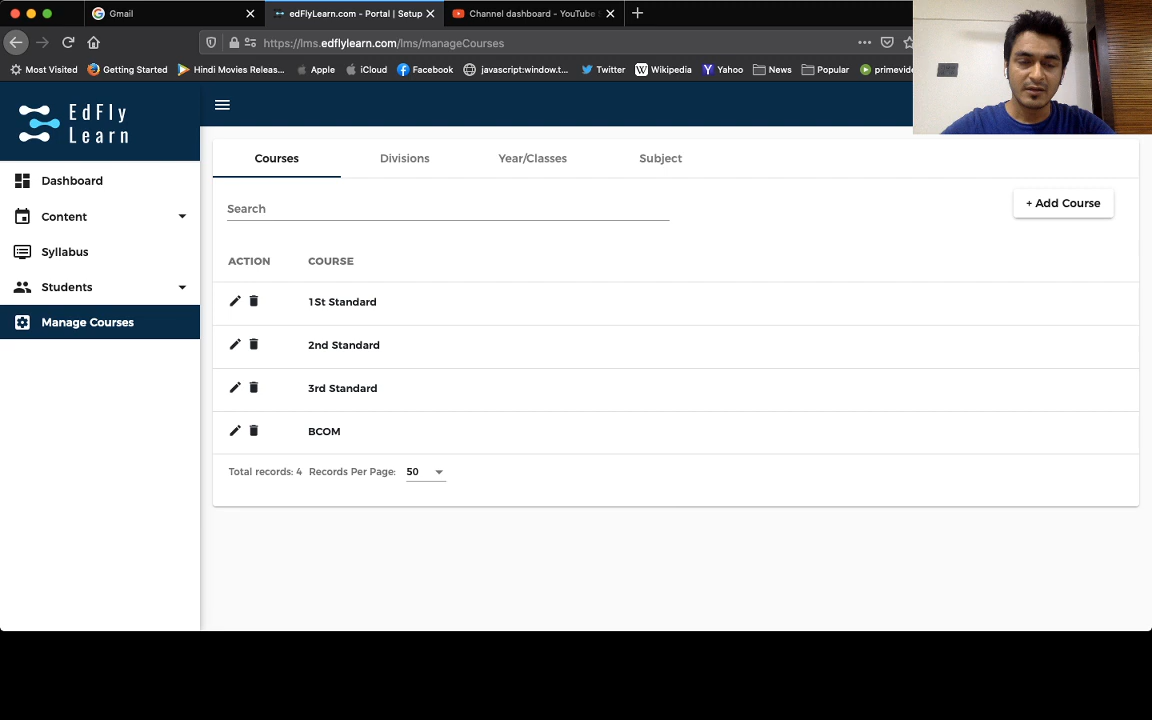 Gmail
edFlyLearn.com - Portal | Setup
Channel dashboard - YouTube
https://lms.edflylearn.com/lms/manageCourses
Most Visited
Getting Started
Hindi Movies Releas...
Apple
iCloud
Facebook
javascript:window.t...
Twitter
Wikipedia
Yahoo
News
Popular
primevide
EdFly
Learn
Courses
Divisions
Year/Classes
Subject
Dashboard
Content
Syllabus
Students
Manage Courses
Search
+ Add Course
ACTION
COURSE
1St Standard
2nd Standard
3rd Standard
BCOM
Total records: 4 Records Per Page: 50